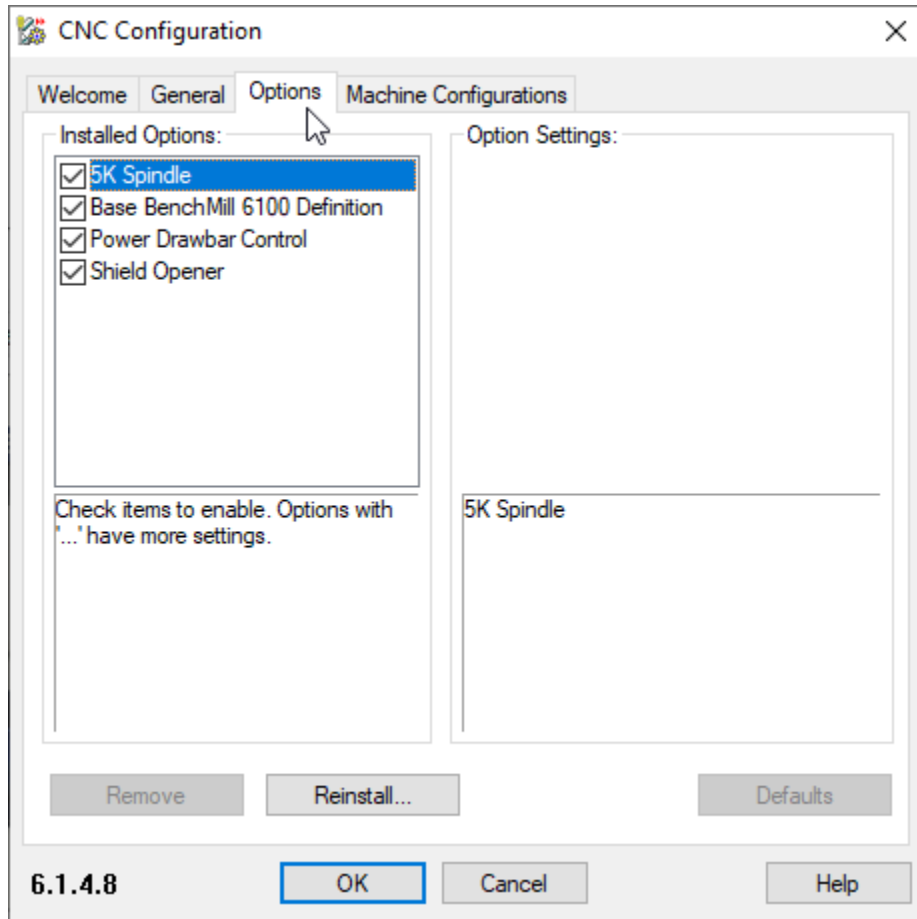 CNC Configuration
Welcome General Options Machine Configurations
Installed Options:
5K Spindle
Base BenchMill 6100 Definition
Power Drawbar Control
Shield Opener
Check items to enable. Options with
'...' have more settings.
Option Settings:
5K Spindle
Remove Reinstall... Defaults
6.1.4.8 OK Cancel Help